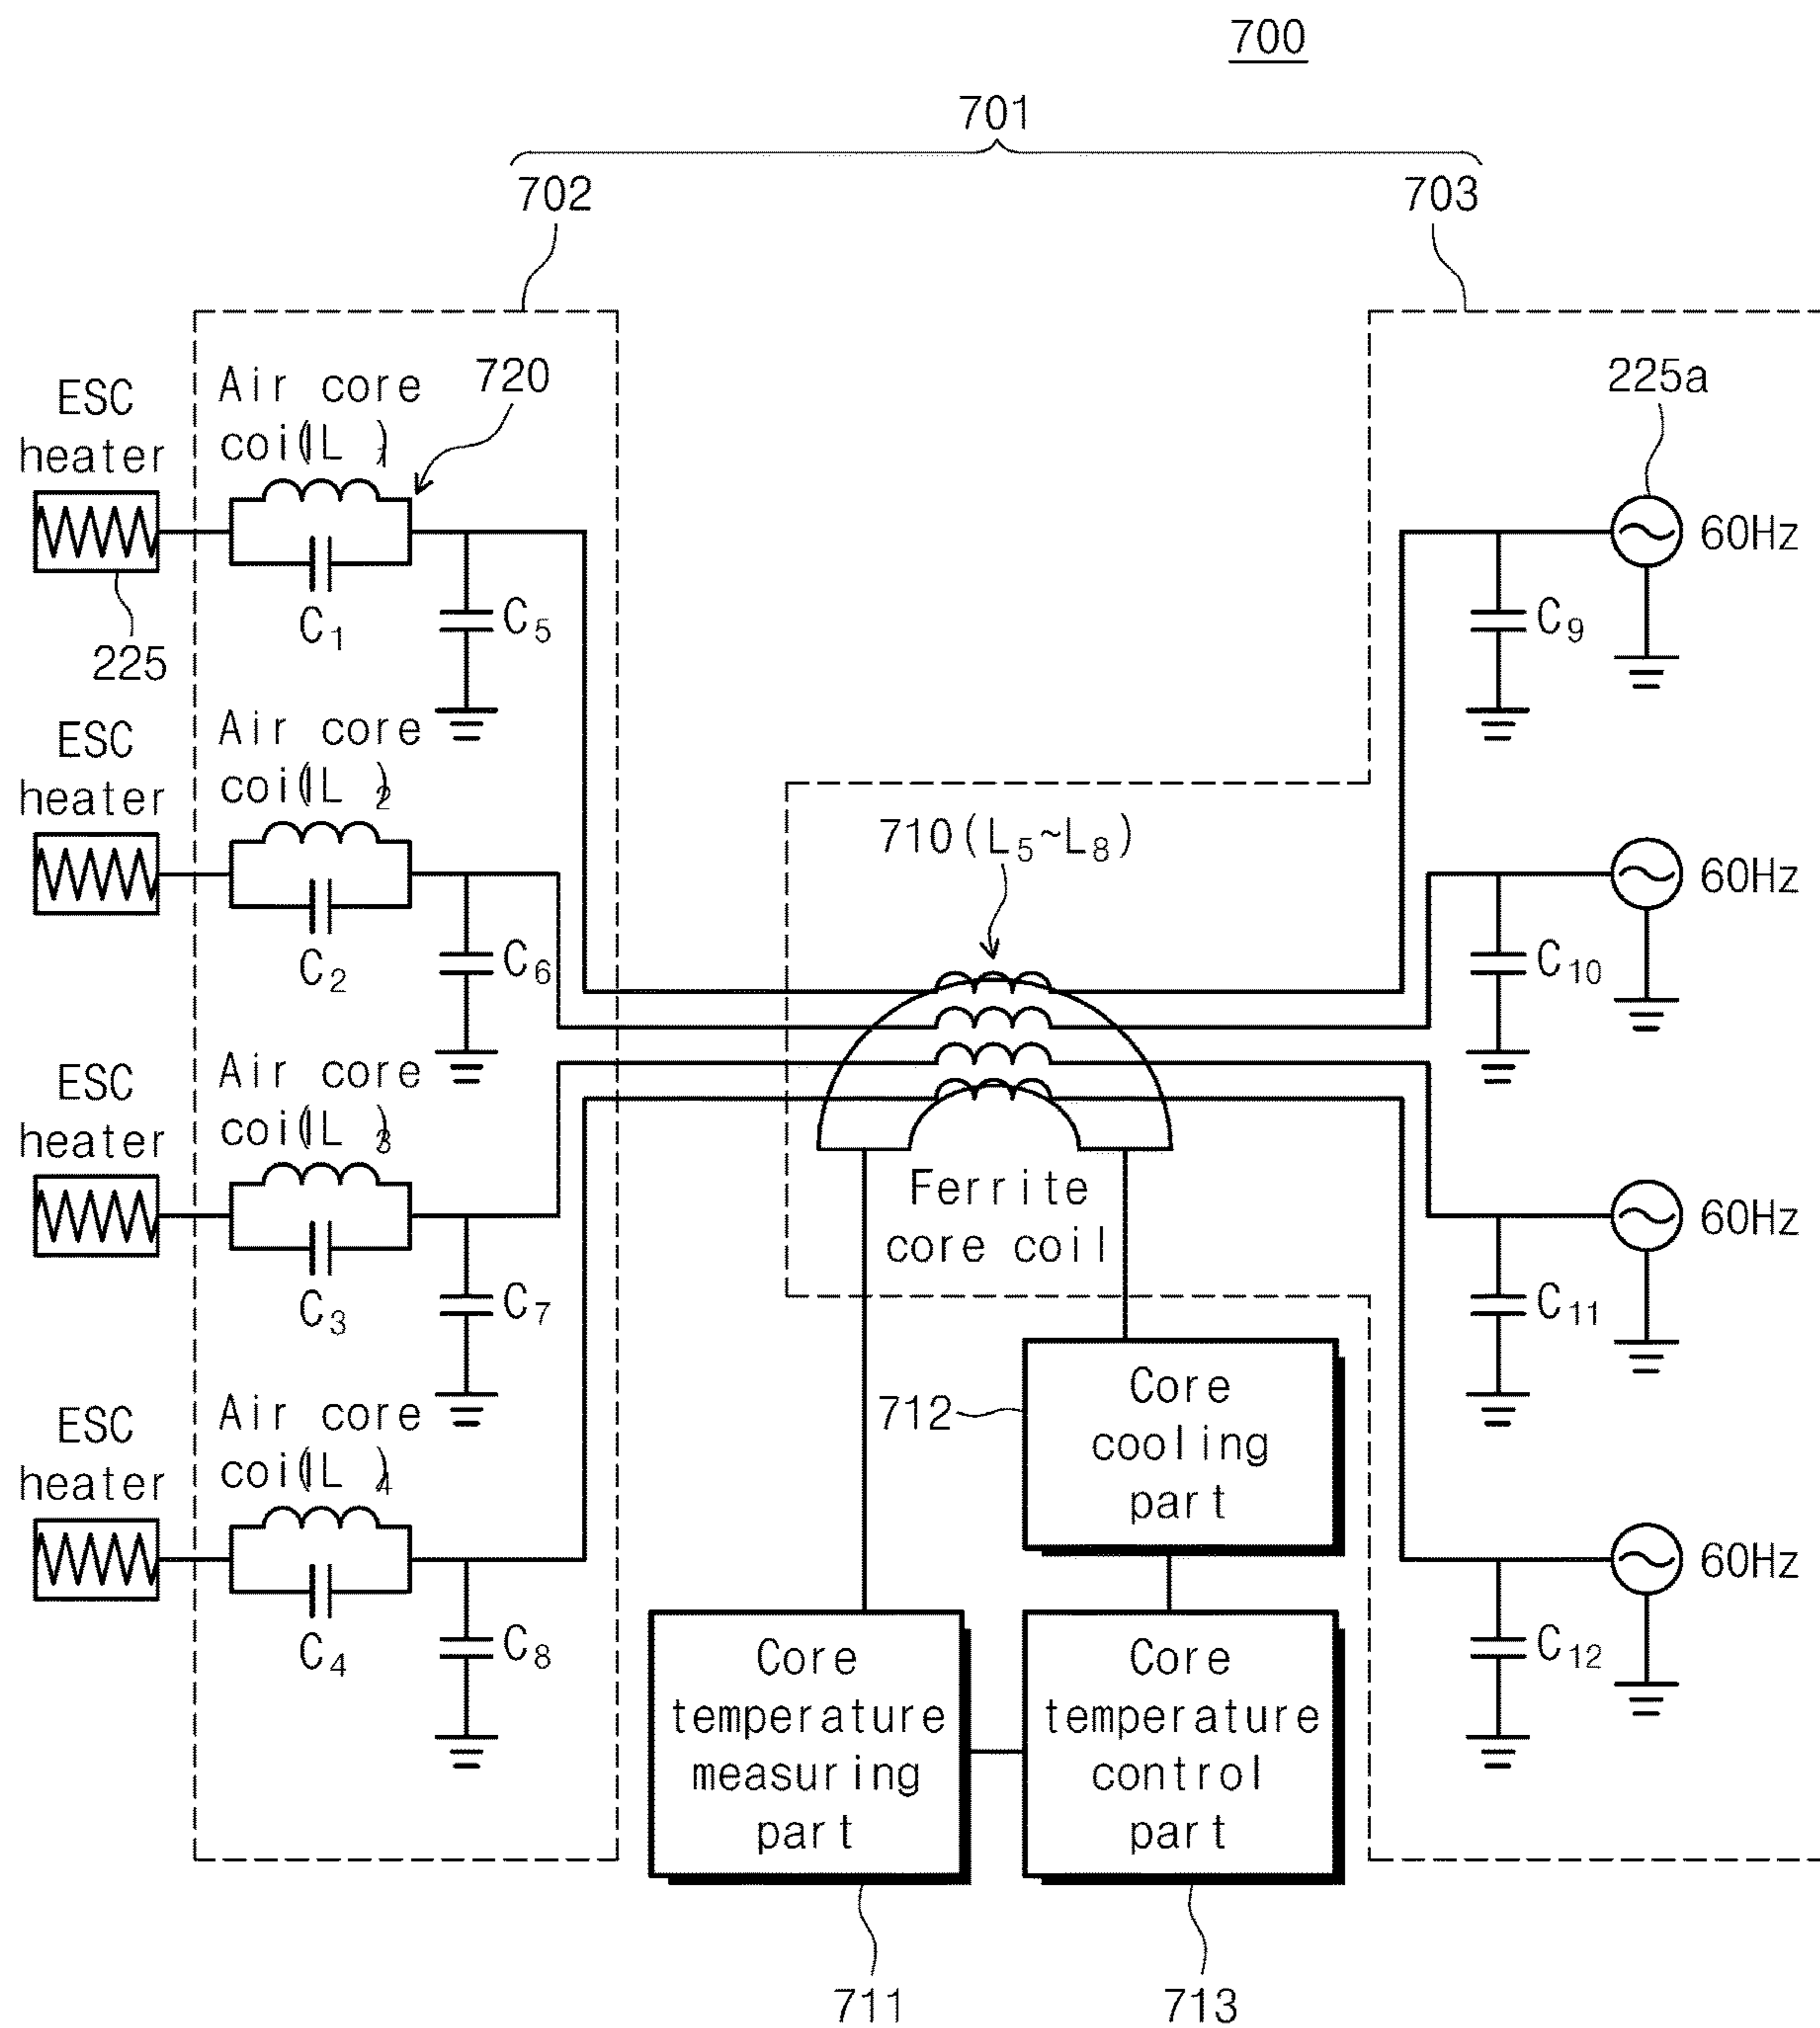 700
701
702
703
ESC
heater
Air core
coil(L1)
720
225a
60Hz
C1
C5
C9
225
ESC
heater
Air core
coil(L2)
710(L5~L8)
60Hz
C2
C6
C10
ESC
heater
Air core
coil(L3)
Ferrite
core coil
60Hz
C3
C7
C11
ESC
heater
Air core
coil(L4)
712
Core
cooling
part
60Hz
C4
C8
C12
Core
temperature
measuring
part
Core
temperature
control
part
711
713